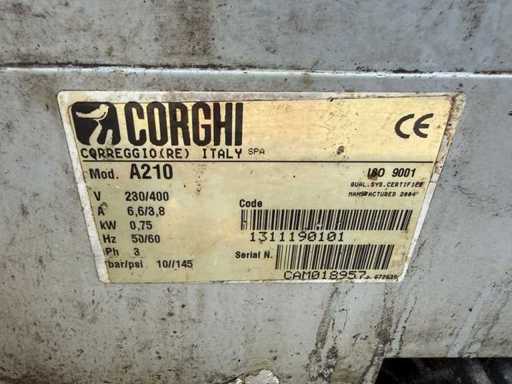 CORGHI
CE
CORREGGIO(RE) ITALY SPA
Mod. A210
ISO 9001
QUAL.SYS.CERTIFIED
MANUFACTURED 2004
V 230/400
A 6,6/3,8
kW 0,75
Hz 50/60
Ph 3
bar/psi 10//145
Code
1311190101
Serial N.
CAM018957